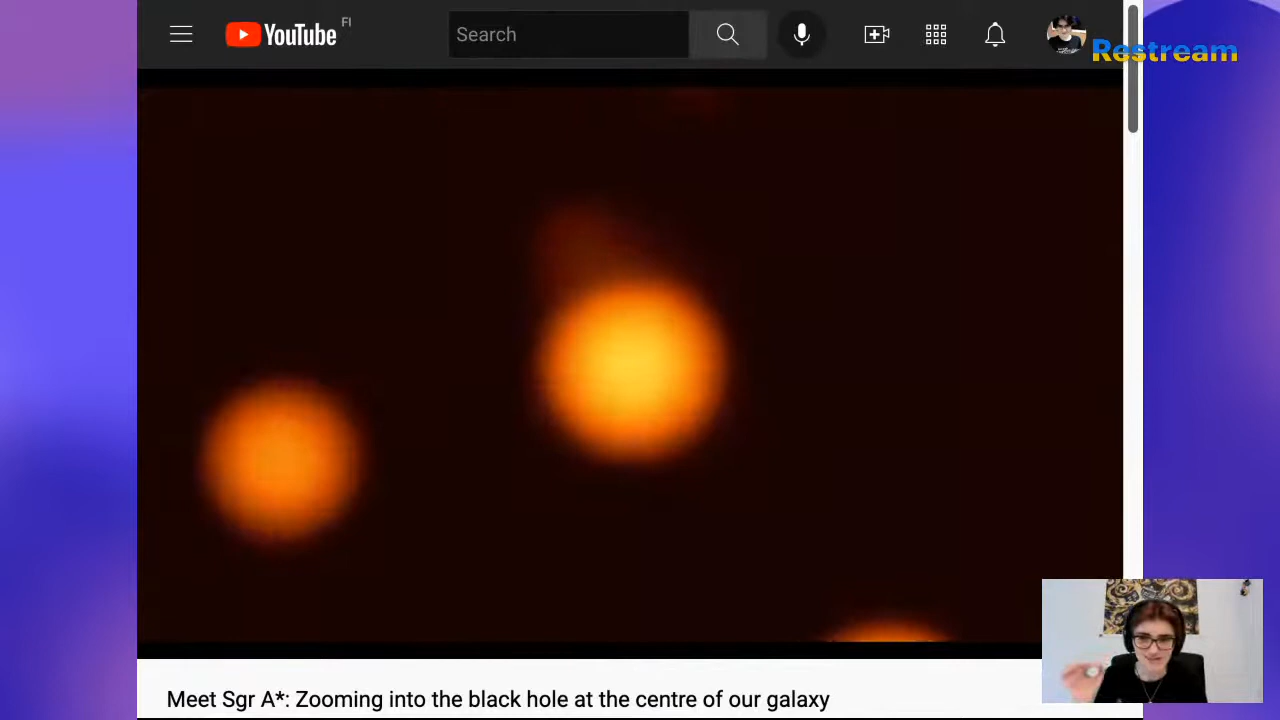 YouTube FI
Search
Restream
Meet Sgr A*: Zooming into the black hole at the centre of our galaxy